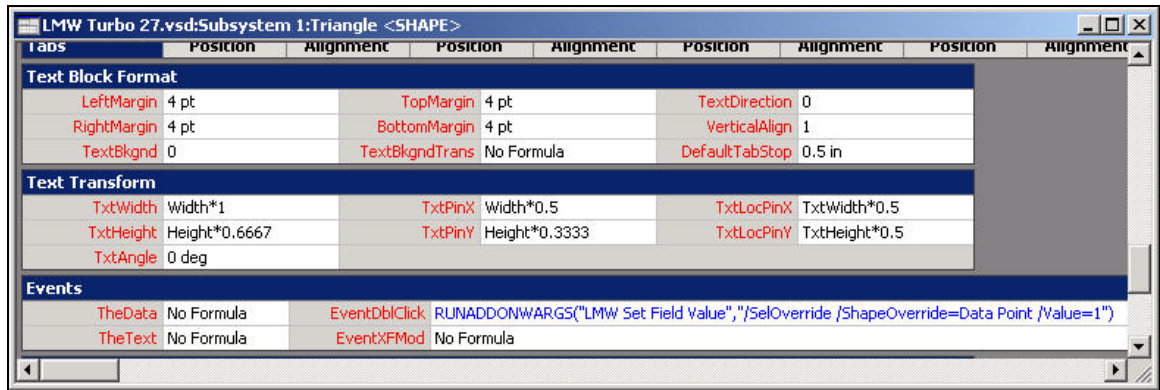 LMW Turbo 27.vsd:Subsystem 1:Triangle <SHAPE>
Tabs Position Alignment Position Alignment Position Alignment Position Alignment
Text Block Format
LeftMargin 4 pt TopMargin 4 pt TextDirection 0
RightMargin 4 pt BottomMargin 4 pt VerticalAlign 1
TextBkgnd 0 TextBkgndTrans No Formula DefaultTabStop 0.5 in
Text Transform
TxtWidth Width*1 TxtPinX Width*0.5 TxtLocPinX TxtWidth*0.5
TxtHeight Height*0.6667 TxtPinY Height*0.3333 TxtLocPinY TxtHeight*0.5
TxtAngle 0 deg
Events
TheData No Formula EventDblClick RUNADDONWARGS("LMW Set Field Value","/SelOverride /ShapeOverride=Data Point /Value=1")
TheText No Formula EventXFMod No Formula